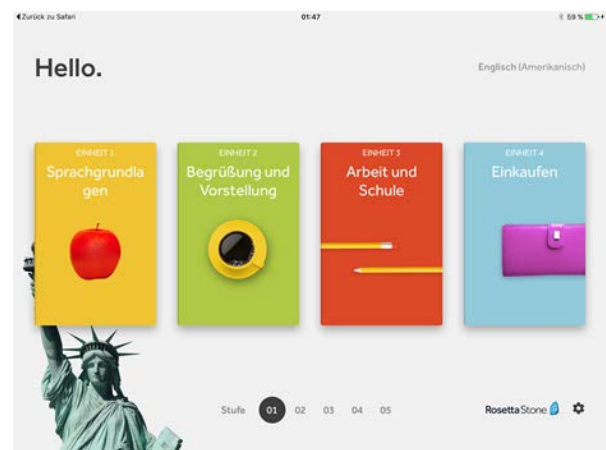 Zurück zu Safari
01:47
59 %
Hello.
Englisch (Amerikanisch)
EINHEIT 1
Sprachgrundla
gen
EINHEIT 2
Begrüßung und
Vorstellung
EINHEIT 3
Arbeit und
Schule
EINHEIT 4
Einkaufen
Stufe 01 02 03 04 05
RosettaStone